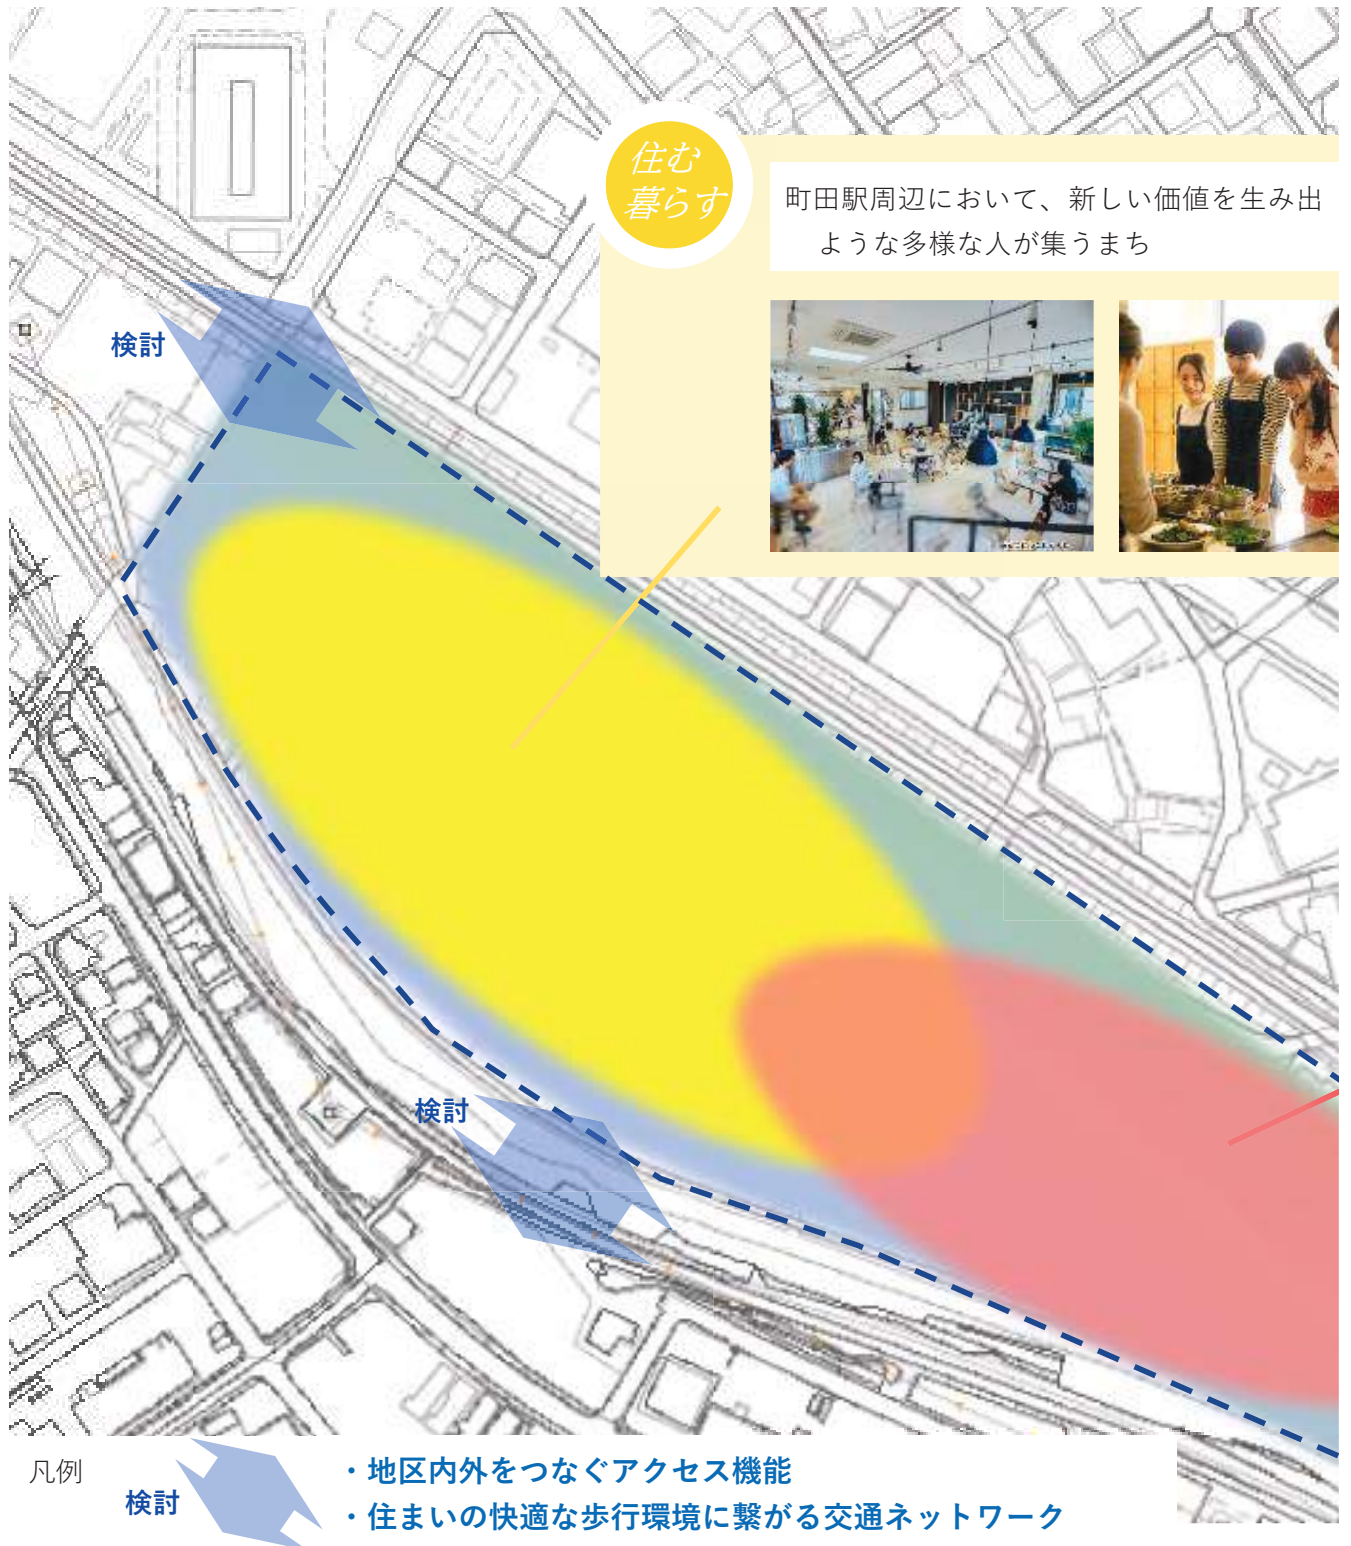 住む
暮らす
町田駅周辺において、新しい価値を生み出
ような多様な人が集うまち
検討
検討
凡例
検討
・地区内外をつなぐアクセス機能
・住まいの快適な歩行環境に繋がる交通ネットワーク